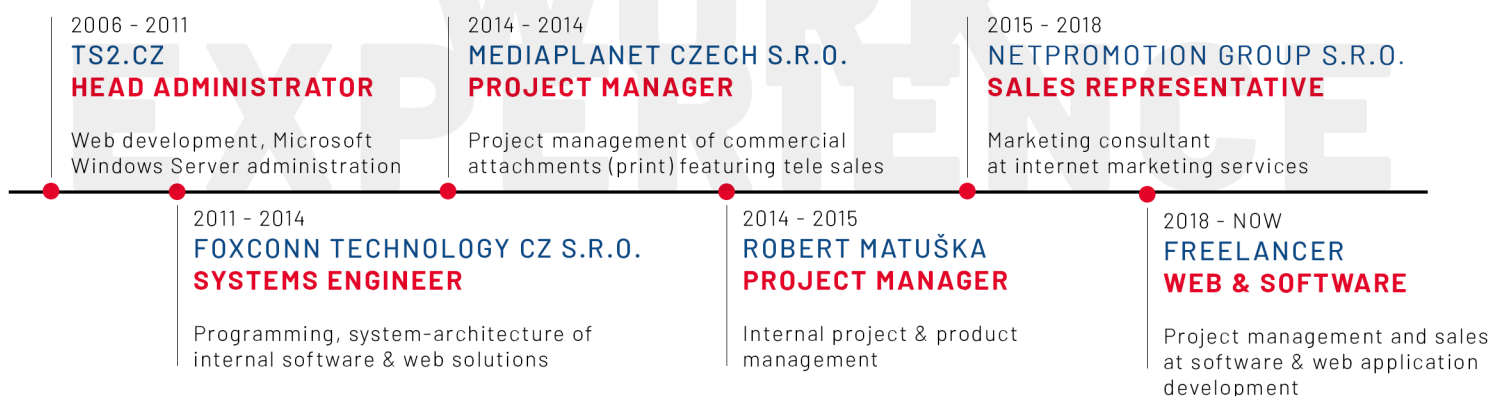 WORK
EXPERIENCE
2006 - 2011
TS2.CZ
HEAD ADMINISTRATOR
Web development, Microsoft
Windows Server administration
2011 - 2014
FOXCONN TECHNOLOGY CZ S.R.O.
SYSTEMS ENGINEER
Programming, system-architecture of
internal software & web solutions
2014 - 2014
MEDIAPLANET CZECH S.R.O.
PROJECT MANAGER
Project management of commercial
attachments (print) featuring tele sales
2014 - 2015
ROBERT MATUŠKA
PROJECT MANAGER
Internal project & product
management
2015 - 2018
NETPROMOTION GROUP S.R.O.
SALES REPRESENTATIVE
Marketing consultant
at internet marketing services
2018 - NOW
FREELANCER
WEB & SOFTWARE
Project management and sales
at software & web application
development